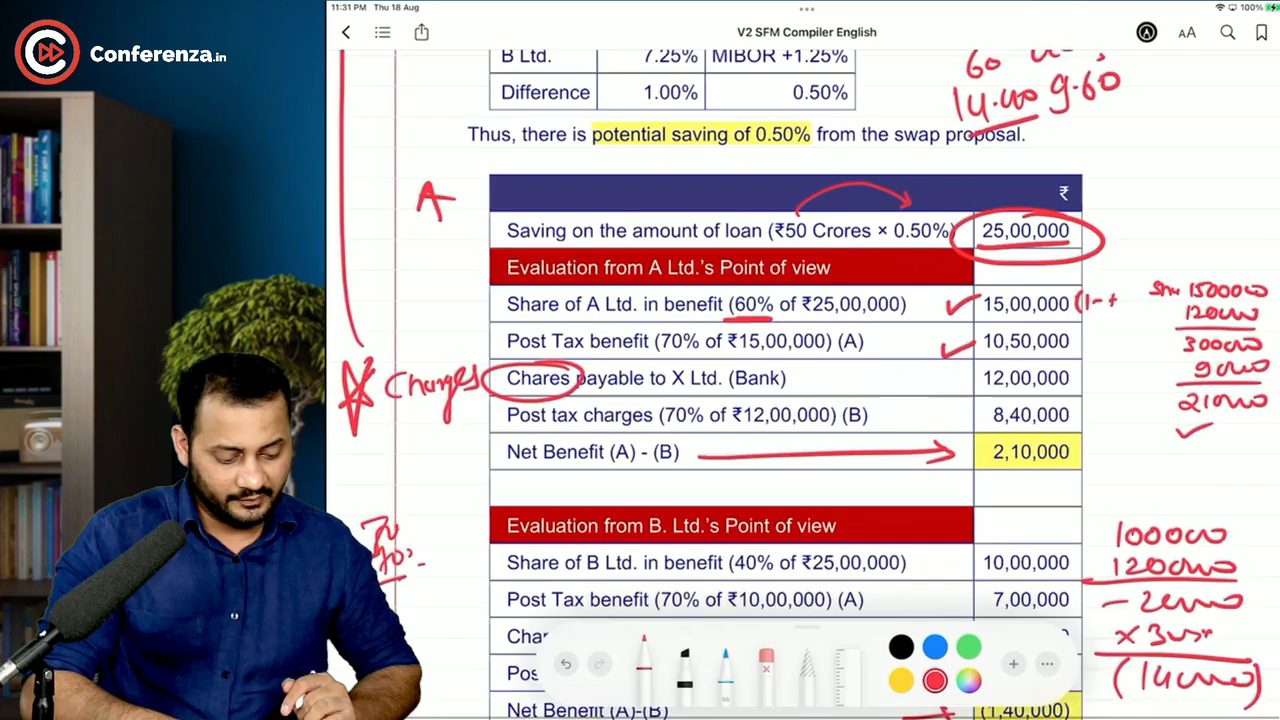 11:31 PM Thu 18 Aug
100%
Conferenza.in
V2 SFM Compiler English
AA
B Ltd. 7.25% MIBOR +1.25%
Difference 1.00% 0.50%
60
14.40 9.60
Thus, there is potential saving of 0.50% from the swap proposal.
A
₹
Saving on the amount of loan (₹50 Crores × 0.50%) 25,00,000
Evaluation from A Ltd.'s Point of view
Share of A Ltd. in benefit (60% of ₹25,00,000) 15,00,000
Post Tax benefit (70% of ₹15,00,000) (A) 10,50,000
Charges
Chares payable to X Ltd. (Bank) 12,00,000
Post tax charges (70% of ₹12,00,000) (B) 8,40,000
Net Benefit (A) - (B) 2,10,000
1500000
300000
210000
Evaluation from B. Ltd.'s Point of view
Share of B Ltd. in benefit (40% of ₹25,00,000) 10,00,000
Post Tax benefit (70% of ₹10,00,000) (A) 7,00,000
Char
Pos
Net Benefit (A)-(B) (1,40,000)
1000000
1200000